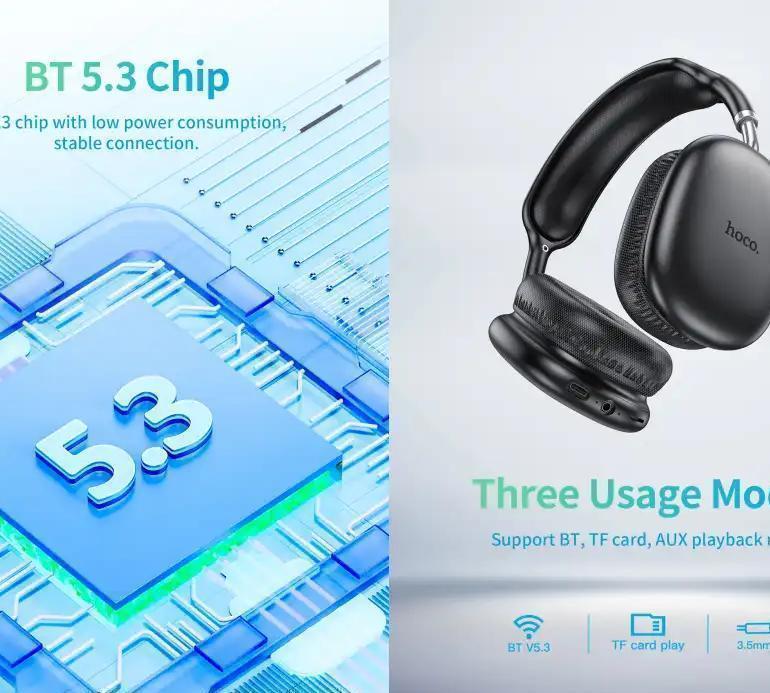 BT 5.3 Chip
.3 chip with low power consumption,
stable connection.
5.3
hoco.
Three Usage Mo
Support BT, TF card, AUX playback
BT V5.3
TF card play
3.5mm